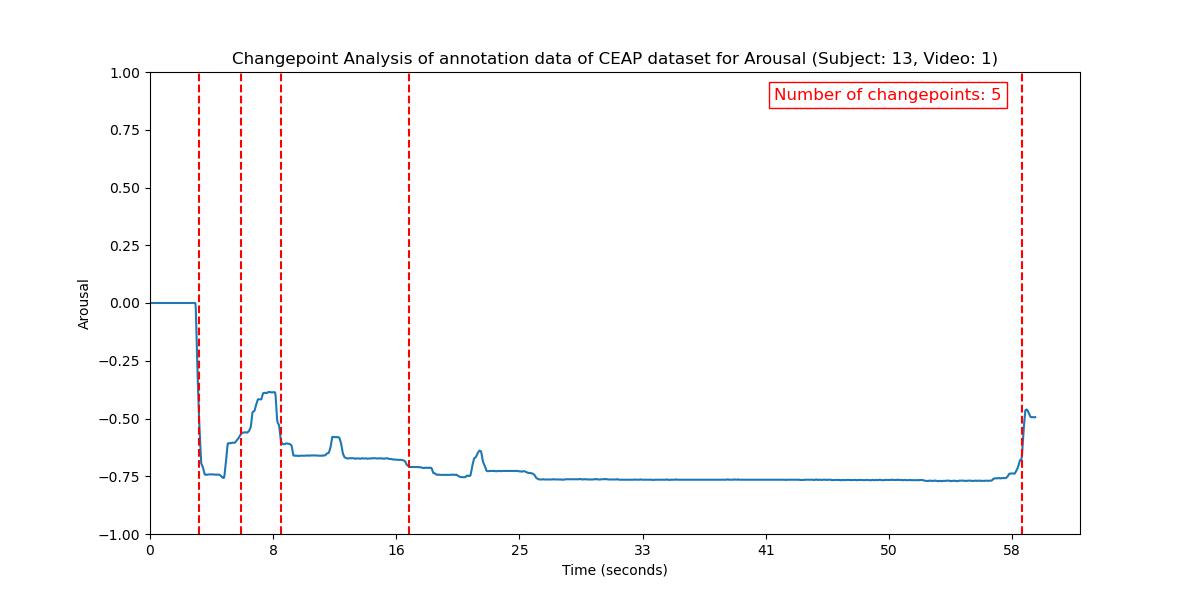 Changepoint Analysis of annotation data of CEAP dataset for Arousal (Subject: 13, Video: 1)
Number of changepoints: 5
1.00
0.75
0.50
0.25
0.00
−0.25
−0.50
−0.75
−1.00
Arousal
0 8 16 25 33 41 50 58
Time (seconds)